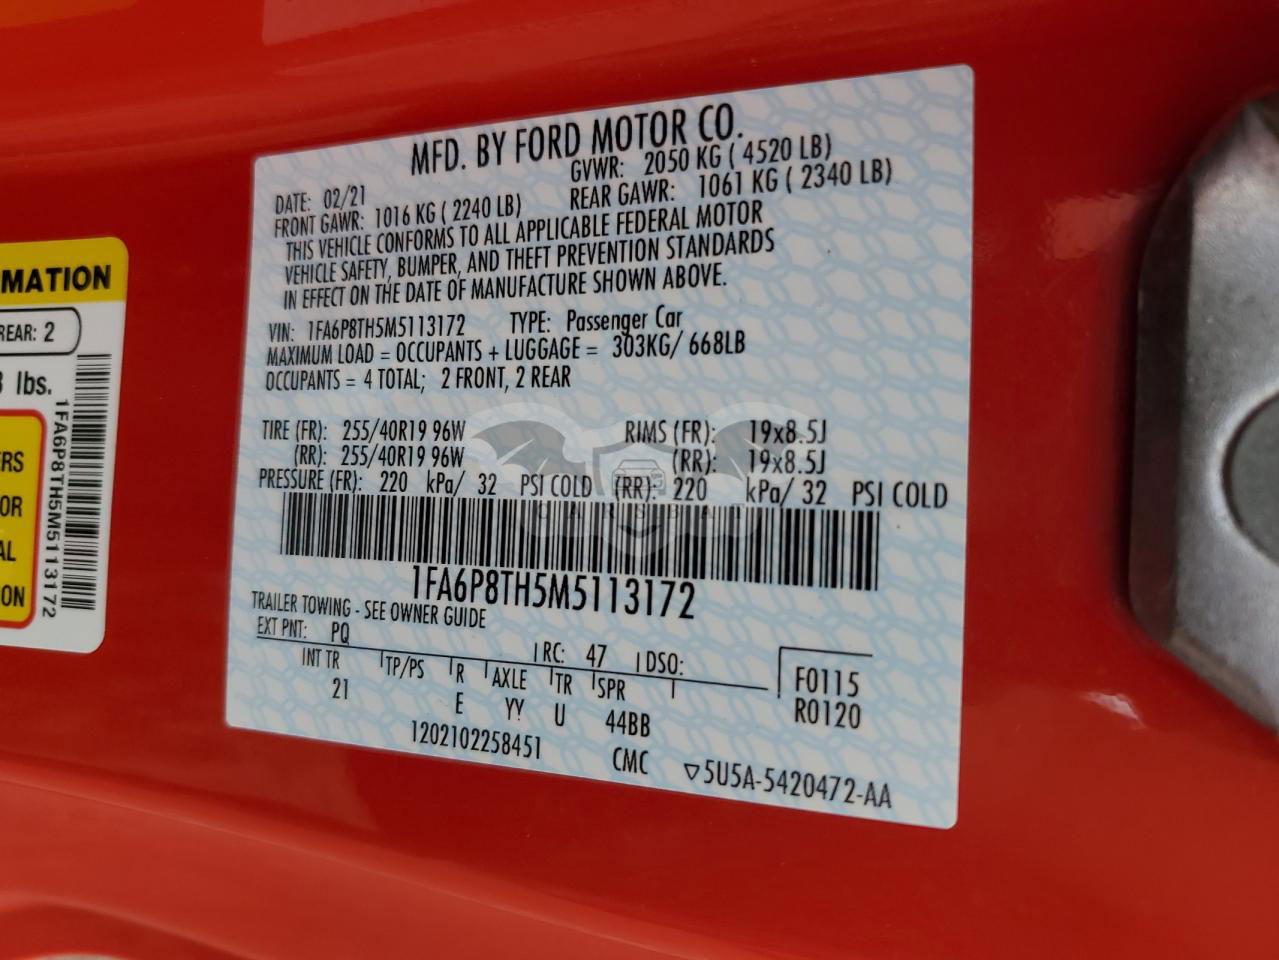 MFD. BY FORD MOTOR CO.
DATE: 02/21 GVWR: 2050 KG ( 4520 LB)
FRONT GAWR: 1016 KG ( 2240 LB) REAR GAWR: 1061 KG ( 2340 LB)
THIS VEHICLE CONFORMS TO ALL APPLICABLE FEDERAL MOTOR
VEHICLE SAFETY, BUMPER, AND THEFT PREVENTION STANDARDS
IN EFFECT ON THE DATE OF MANUFACTURE SHOWN ABOVE.
VIN: 1FA6P8TH5M5113172 TYPE: Passenger Car
MAXIMUM LOAD = OCCUPANTS + LUGGAGE = 303KG/ 668LB
OCCUPANTS = 4 TOTAL; 2 FRONT, 2 REAR
TIRE (FR): 255/40R19 96W RIMS (FR): 19x8.5J
(RR): 255/40R19 96W (RR): 19x8.5J
PRESSURE (FR): 220 kPa/ 32 PSI COLD (RR): 220 kPa/ 32 PSI COLD
CARSBAT
1FA6P8TH5M5113172
TRAILER TOWING - SEE OWNER GUIDE
EXT PNT: PQ RC: 47 DSO:
INT TR TP/PS R AXLE TR SPR
21 E YY U 44BB
F0115
R0120
1202102258451 CMC 5U5A-5420472-AA
MATION
REAR: 2
lbs.
1FA6P8TH5M5113172
ERS
OR
AL
ON